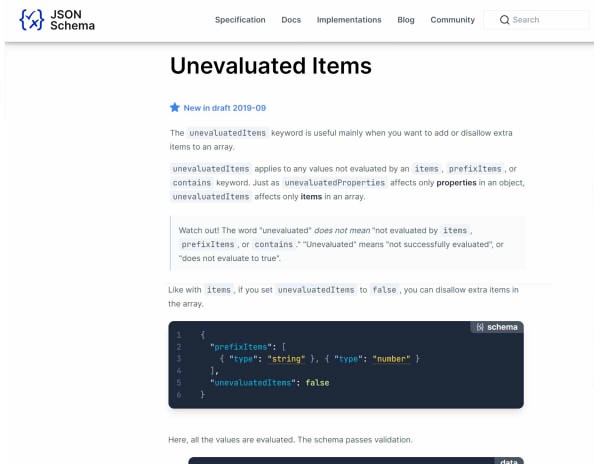 JSON
Schema
Specification Docs Implementations Blog Community Search
Unevaluated Items
New in draft 2019-09
The unevaluatedItems keyword is useful mainly when you want to add or disallow extra
items to an array.
unevaluatedItems applies to any values not evaluated by an items , prefixItems , or
contains keyword. Just as unevaluatedProperties affects only properties in an object,
unevaluatedItems affects only items in an array.
Watch out! The word "unevaluated" does not mean "not evaluated by items ,
prefixItems , or contains ." "Unevaluated" means "not successfully evaluated", or
"does not evaluate to true".
Like with items , if you set unevaluatedItems to false , you can disallow extra items in
the array.
schema
1 {
2 "prefixItems": [
3 { "type": "string" }, { "type": "number" }
4 ],
5 "unevaluatedItems": false
6 }
Here, all the values are evaluated. The schema passes validation.
data